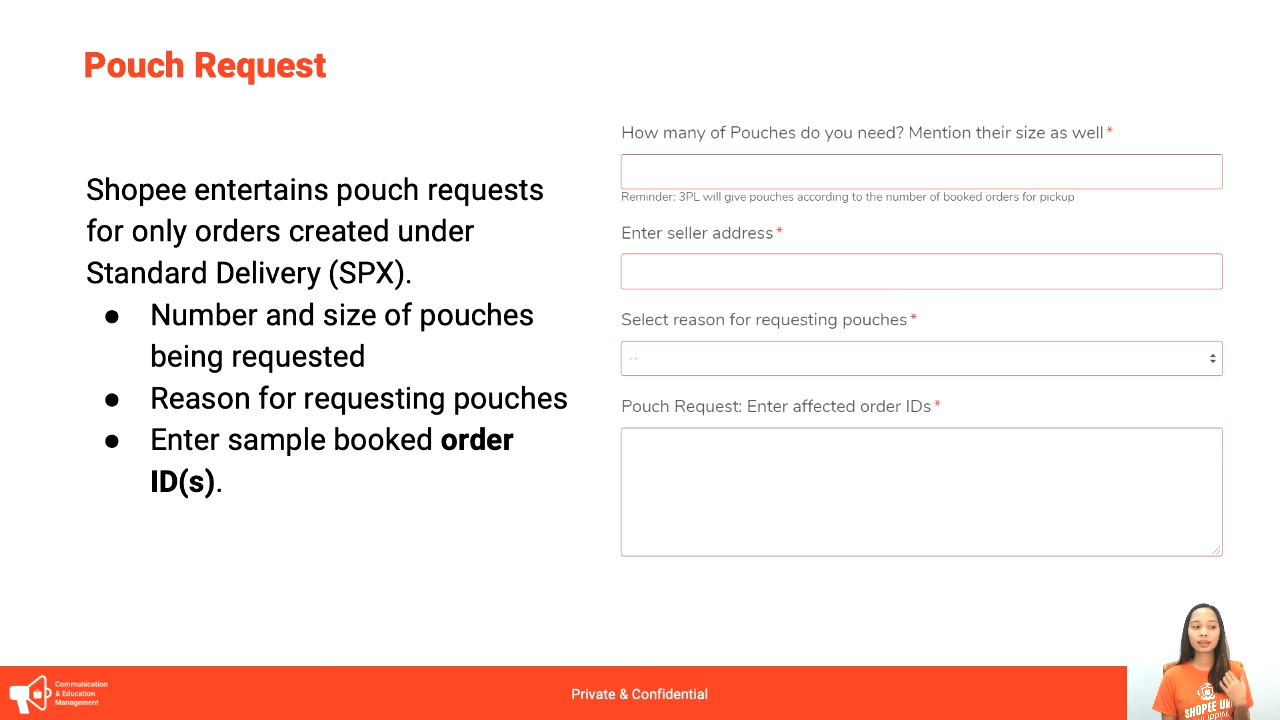 Pouch Request
Shopee entertains pouch requests
for only orders created under
Standard Delivery (SPX).
● Number and size of pouches
being requested
● Reason for requesting pouches
● Enter sample booked order
ID(s).
How many of Pouches do you need? Mention their size as well *
Reminder: 3PL will give pouches according to the number of booked orders for pickup
Enter seller address *
Select reason for requesting pouches *
--
Pouch Request: Enter affected order IDs *
Communication
& Education
Management
Private & Confidential
SHOPEE UNI